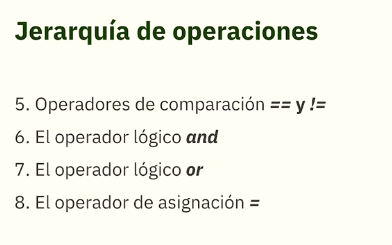 Jerarquía de operaciones
5. Operadores de comparación == y !=
6. El operador lógico and
7. El operador lógico or
8. El operador de asignación =